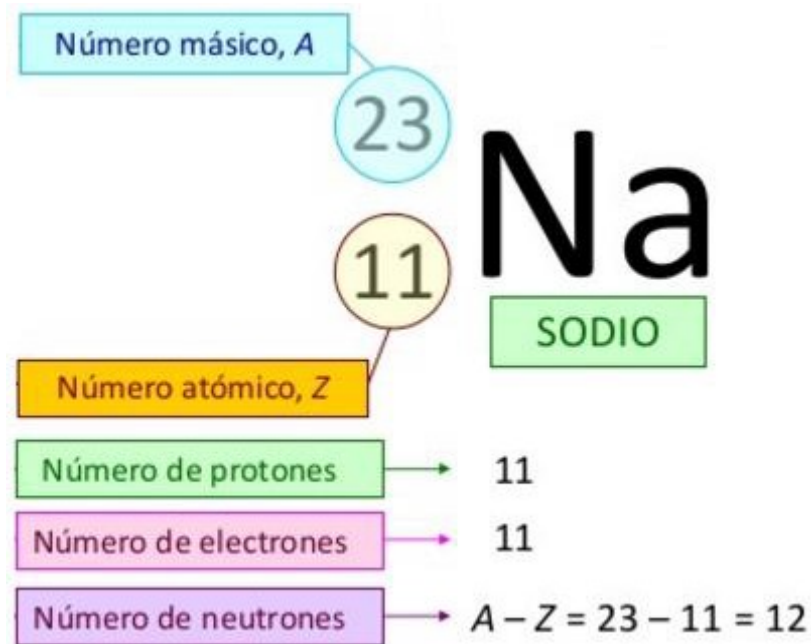 Número másico, A
23
Na
11
SODIO
Número atómico, Z
Número de protones 11
Número de electrones 11
Número de neutrones A – Z = 23 – 11 = 12